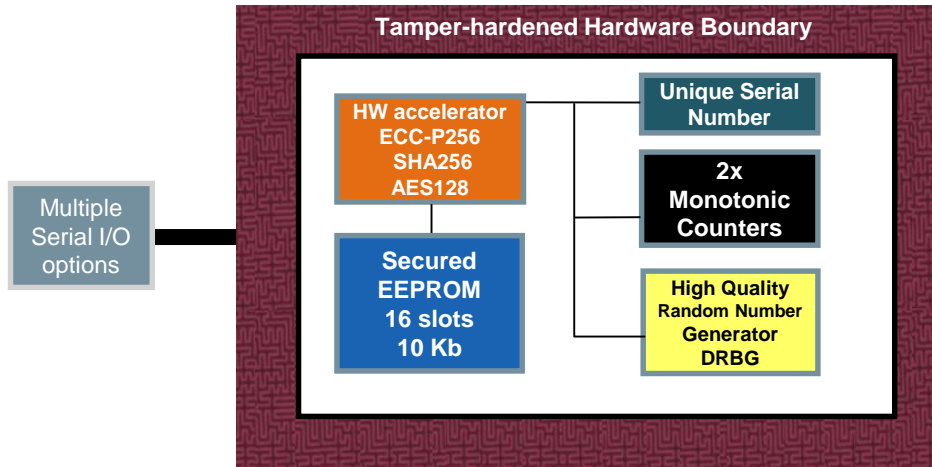 Tamper-hardened Hardware Boundary
Multiple
Serial I/O
options
HW accelerator
ECC-P256
SHA256
AES128
Secured
EEPROM
16 slots
10 Kb
Unique Serial
Number
2x
Monotonic
Counters
High Quality
Random Number
Generator
DRBG